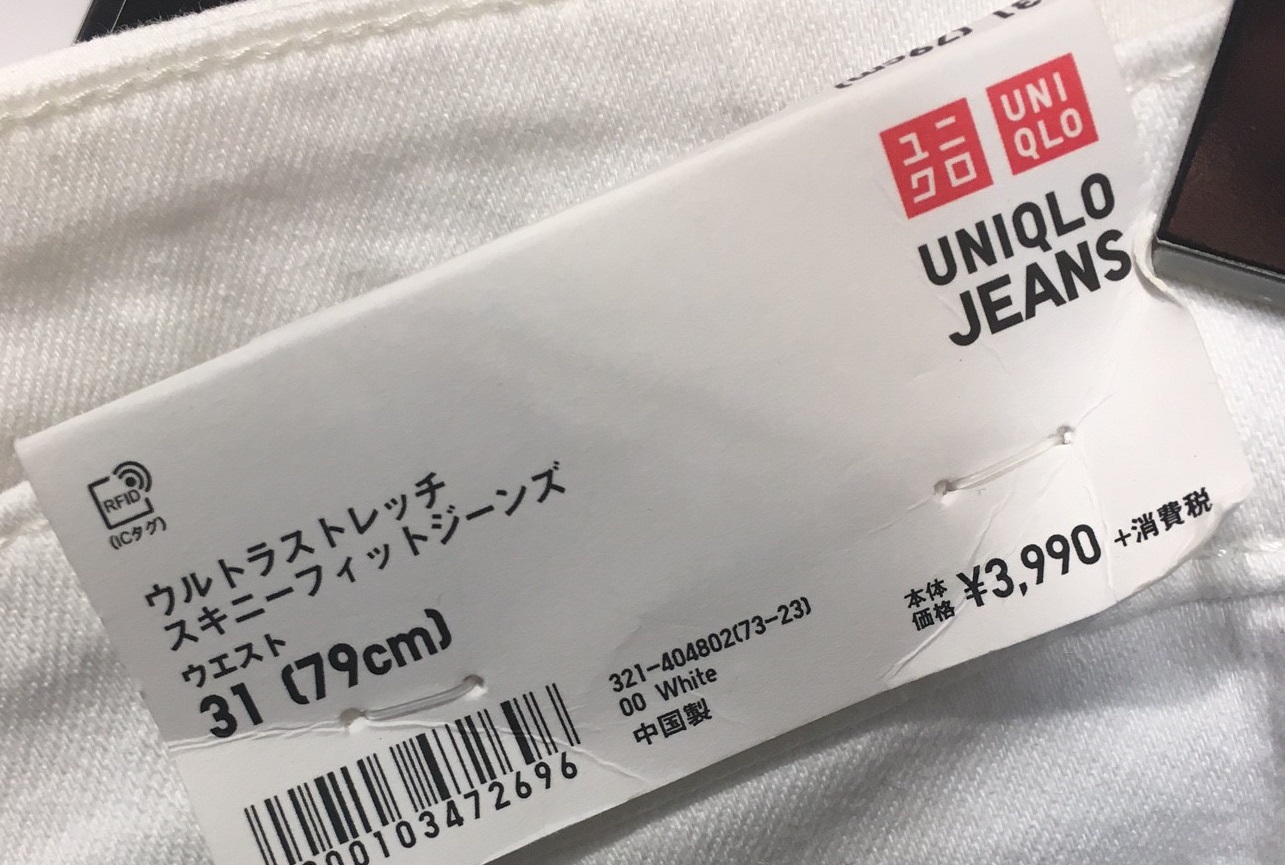 31 (79cm)
ユニ
クロ
UNI
QLO
UNIQLO
JEANS
RFID
(ICタグ)
ウルトラストレッチ
スキニーフィットジーンズ
ウエスト
31 (79cm)
000103472696
321-404802(73-23)
00 White
中国製
本体
価格 ¥3,990 +消費税